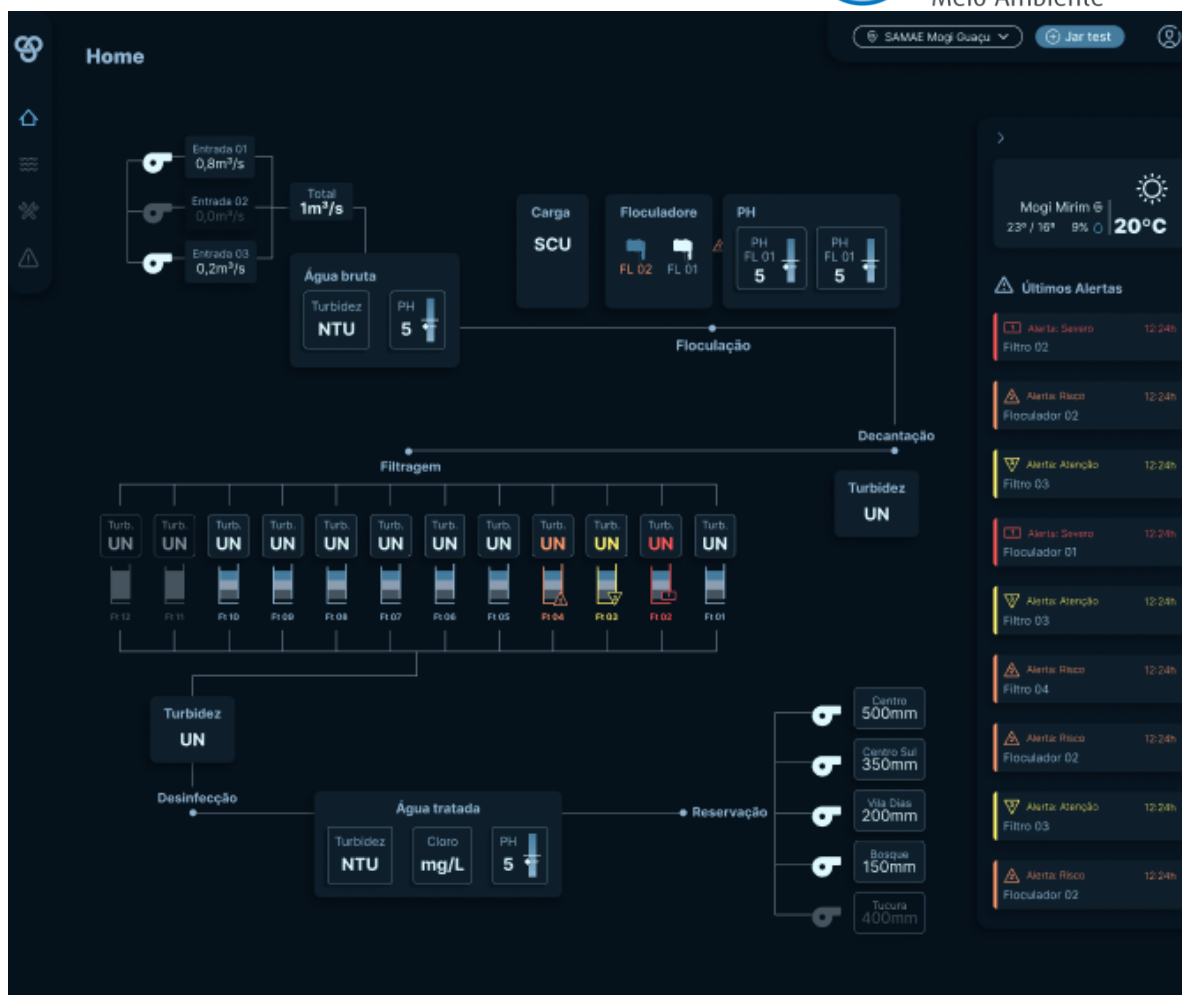 Meio Ambiente
Home
SAMAE Mogi Guaçu
Jar test
Entrada 01
0,8m³/s
Entrada 02
0,0m³/s
Entrada 03
0,2m³/s
Total
1m³/s
Água bruta
Turbidez
NTU
PH
5
Carga
SCU
Floculadore
FL 02
FL 01
PH
PH
FL 01
5
PH
FL 01
5
Floculação
Decantação
Turbidez
UN
Filtragem
Turb. Turb. Turb. Turb. Turb. Turb. Turb. Turb. Turb. Turb. Turb. Turb.
UN UN UN UN UN UN UN UN UN UN UN UN
Ft 12 Ft 11 Ft 10 Ft 09 Ft 08 Ft 07 Ft 06 Ft 05 Ft 04 Ft 03 Ft 02 Ft 01
Turbidez
UN
Desinfecção
Água tratada
Turbidez
NTU
Cloro
mg/L
PH
5
Reservação
Centro
500mm
Centro Sul
350mm
Vila Dias
200mm
Bosque
150mm
Tucura
400mm
Mogi Mirim
23º / 16º 9%
20°C
Últimos Alertas
Alerta: Severo 12:24h
Filtro 02
Alerta: Risco 12:24h
Floculador 02
Alerta: Atenção 12:24h
Filtro 03
Alerta: Severo 12:24h
Floculador 01
Alerta: Atenção 12:24h
Filtro 03
Alerta: Risco 12:24h
Filtro 04
Alerta: Risco 12:24h
Floculador 02
Alerta: Atenção 12:24h
Filtro 03
Alerta: Risco 12:24h
Floculador 02